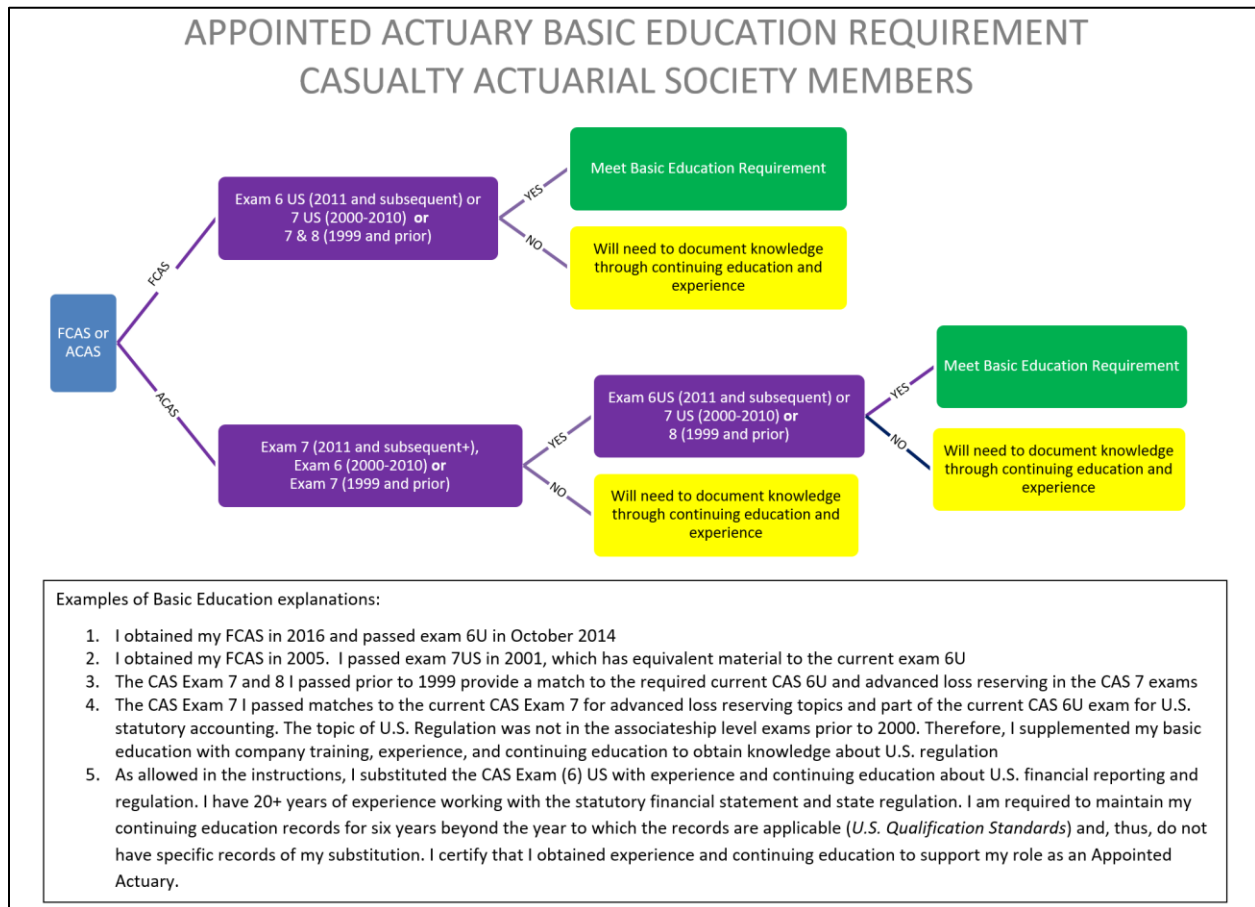 APPOINTED ACTUARY BASIC EDUCATION REQUIREMENT
CASUALTY ACTUARIAL SOCIETY MEMBERS
FCAS or
ACAS
FCAS
Exam 6 US (2011 and subsequent) or
7 US (2000-2010) or
7 & 8 (1999 and prior)
YES
Meet Basic Education Requirement
NO
Will need to document knowledge
through continuing education and
experience
ACAS
Exam 7 (2011 and subsequent+),
Exam 6 (2000-2010) or
Exam 7 (1999 and prior)
YES
Exam 6US (2011 and subsequent) or
7 US (2000-2010) or
8 (1999 and prior)
YES
Meet Basic Education Requirement
NO
Will need to document knowledge
through continuing education and
experience
NO
Will need to document knowledge
through continuing education and
experience
Examples of Basic Education explanations:
1. I obtained my FCAS in 2016 and passed exam 6U in October 2014
2. I obtained my FCAS in 2005. I passed exam 7US in 2001, which has equivalent material to the current exam 6U
3. The CAS Exam 7 and 8 I passed prior to 1999 provide a match to the required current CAS 6U and advanced loss reserving in the CAS 7 exams
4. The CAS Exam 7 I passed matches to the current CAS Exam 7 for advanced loss reserving topics and part of the current CAS 6U exam for U.S.
statutory accounting. The topic of U.S. Regulation was not in the associateship level exams prior to 2000. Therefore, I supplemented my basic
education with company training, experience, and continuing education to obtain knowledge about U.S. regulation
5. As allowed in the instructions, I substituted the CAS Exam (6) US with experience and continuing education about U.S. financial reporting and
regulation. I have 20+ years of experience working with the statutory financial statement and state regulation. I am required to maintain my
continuing education records for six years beyond the year to which the records are applicable (U.S. Qualification Standards) and, thus, do not
have specific records of my substitution. I certify that I obtained experience and continuing education to support my role as an Appointed
Actuary.